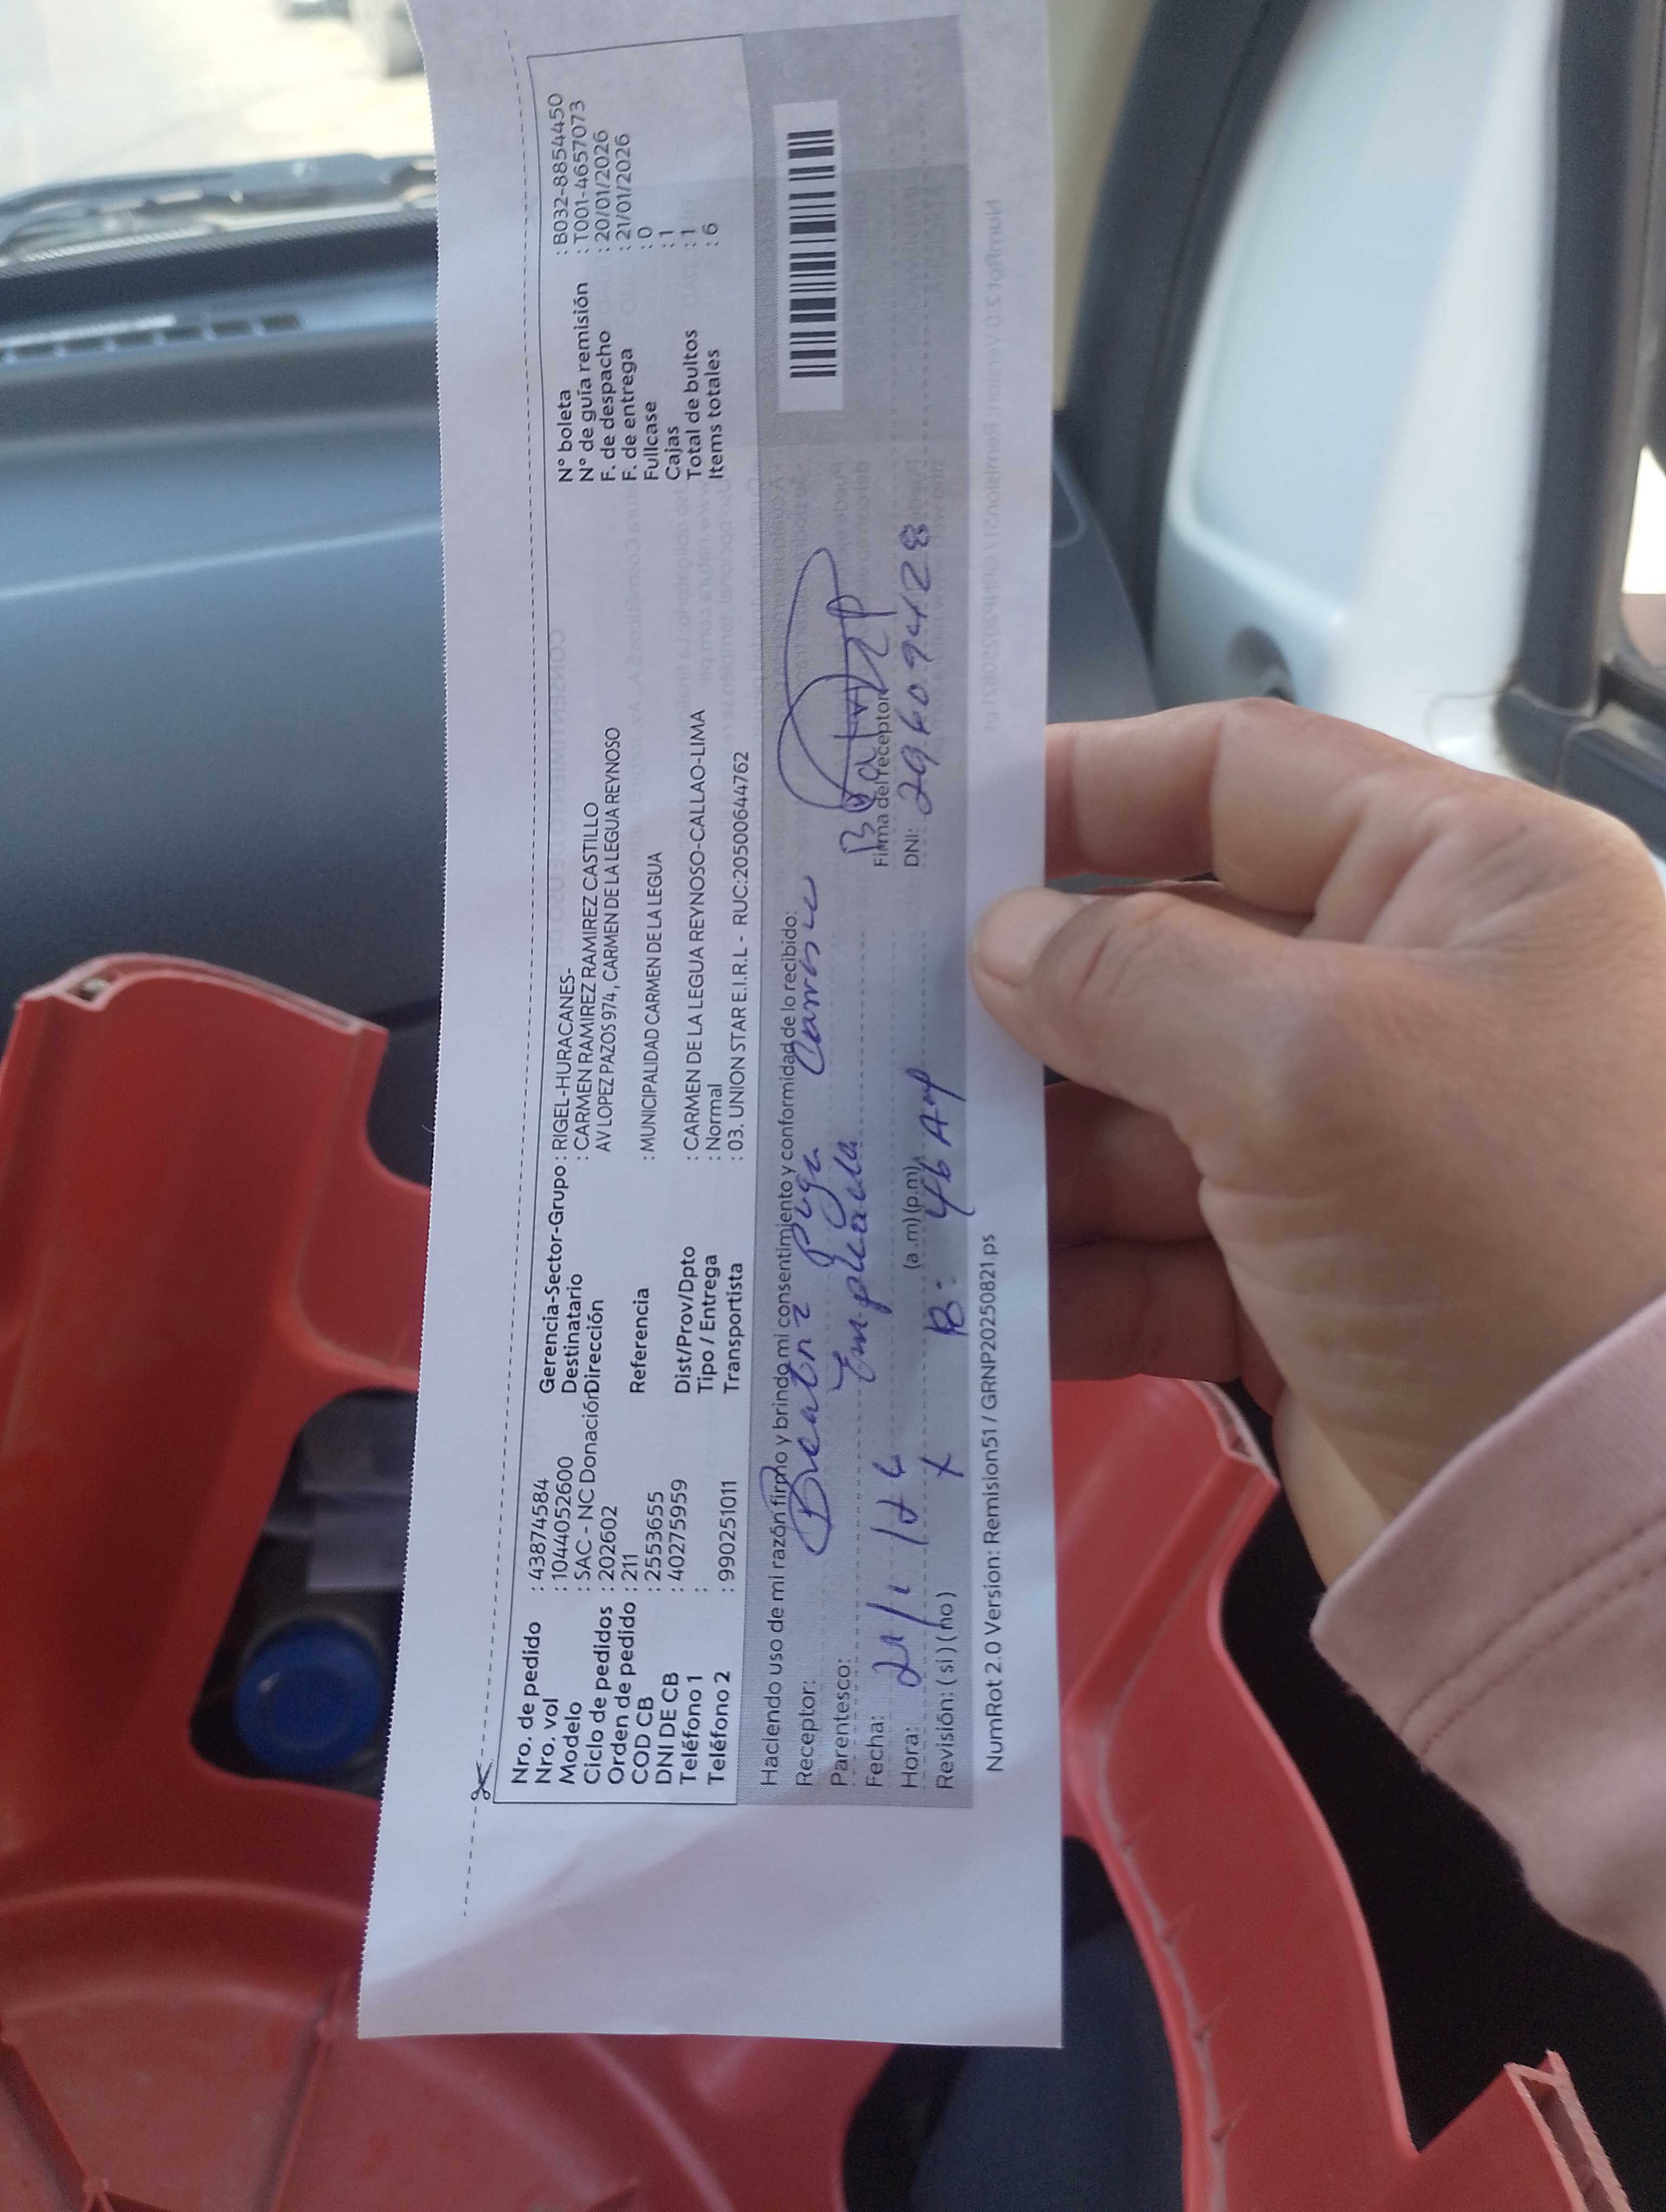 Nro. de pedido : 43874584
Nro. vol : 1044052600
Modelo : SAC - NC Donación
Ciclo de pedidos : 202602
Orden de pedido : 211
COD CB : 2553655
DNI DE CB : 40275959
Teléfono 1 :
Teléfono 2 : 990251011
Gerencia-Sector-Grupo : RIGEL-HURACANES-
Destinatario : CARMEN RAMIREZ RAMIREZ CASTILLO
Dirección AV LOPEZ PAZOS 974, CARMEN DE LA LEGUA REYNOSO
Referencia : MUNICIPALIDAD CARMEN DE LA LEGUA
Dist/Prov/Dpto : CARMEN DE LA LEGUA REYNOSO-CALLAO-LIMA
Tipo / Entrega : Normal
Transportista : 03. UNION STAR E.I.R.L - RUC:20500644762
N° boleta : B032-8854450
N° de guía remisión : T001-4657073
F. de despacho : 20/01/2026
F. de entrega : 21/01/2026
Fullcase : 0
Cajas : 1
Total de bultos : 1
Items totales : 6
Haciendo uso de mi razón firmo y brindo mi consentimiento y conformidad de lo recibido:
Receptor: Puga
Parentesco: Empleada
Fecha:
Hora: (a.m) (p.m)
Revisión: ( si ) ( no ) X
Firma del receptor
DNI:
NumRot 2.0 Version: Remision51 / GRNP20250821.ps